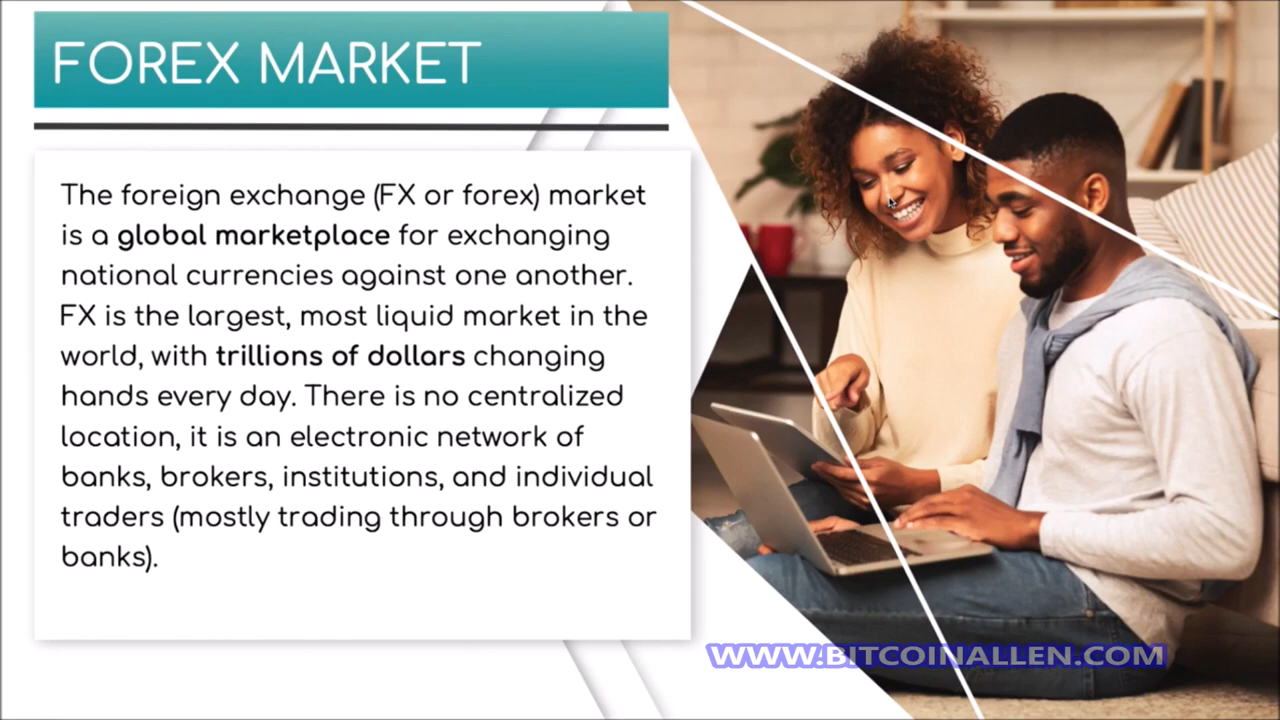 FOREX MARKET
The foreign exchange (FX or forex) market
is a global marketplace for exchanging
national currencies against one another.
FX is the largest, most liquid market in the
world, with trillions of dollars changing
hands every day. There is no centralized
location, it is an electronic network of
banks, brokers, institutions, and individual
traders (mostly trading through brokers or
banks).
WWW.BITCOINALLEN.COM